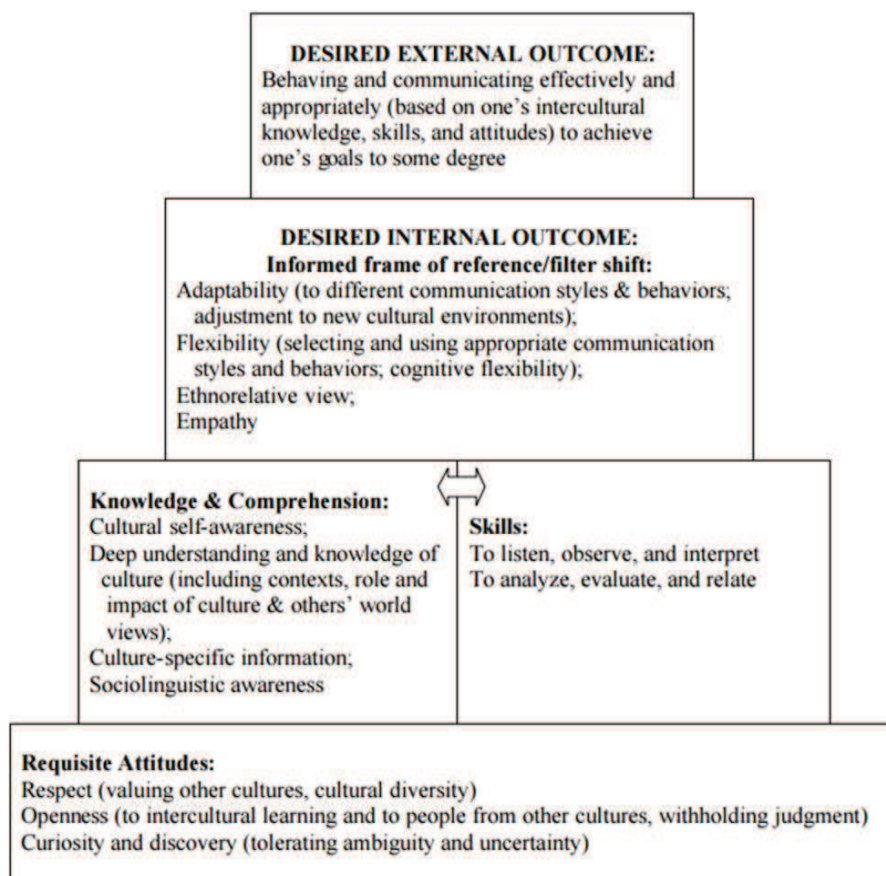 DESIRED EXTERNAL OUTCOME:
Behaving and communicating effectively and
appropriately (based on one's intercultural
knowledge, skills, and attitudes) to achieve
one's goals to some degree
DESIRED INTERNAL OUTCOME:
Informed frame of reference/filter shift:
Adaptability (to different communication styles & behaviors;
adjustment to new cultural environments);
Flexibility (selecting and using appropriate communication
styles and behaviors; cognitive flexibility);
Ethnorelative view;
Empathy
Knowledge & Comprehension:
Cultural self-awareness;
Deep understanding and knowledge of
culture (including contexts, role and
impact of culture & others' world
views);
Culture-specific information;
Sociolinguistic awareness
Skills:
To listen, observe, and interpret
To analyze, evaluate, and relate
Requisite Attitudes:
Respect (valuing other cultures, cultural diversity)
Openness (to intercultural learning and to people from other cultures, withholding judgment)
Curiosity and discovery (tolerating ambiguity and uncertainty)